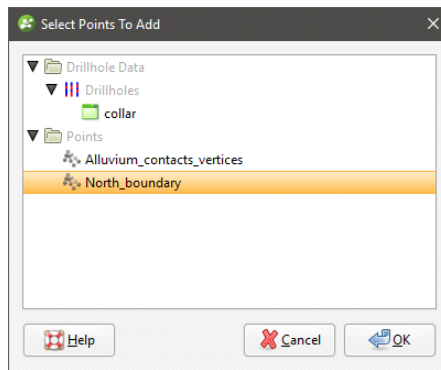 Select Points To Add
Drillhole Data
Drillholes
collar
Points
Alluvium_contacts_vertices
North_boundary
Help
Cancel
OK